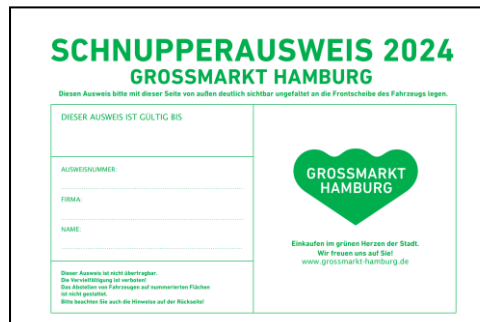 SCHNUPPERAUSWEIS 2024
GROSSMARKT HAMBURG
Diesen Ausweis bitte mit dieser Seite von außen deutlich sichtbar ungefaltet an die Frontscheibe des Fahrzeugs legen.
DIESER AUSWEIS IST GÜLTIG BIS
AUSWEISNUMMER:
FIRMA:
NAME:
Dieser Ausweis ist nicht übertragbar.
Die Vervielfältigung ist verboten!
Das Abstellen von Fahrzeugen auf nummerierten Flächen
ist nicht gestattet.
Bitte beachten Sie auch die Hinweise auf der Rückseite!
GROSSMARKT
HAMBURG
Einkaufen im grünen Herzen der Stadt.
Wir freuen uns auf Sie!
www.grossmarkt-hamburg.de